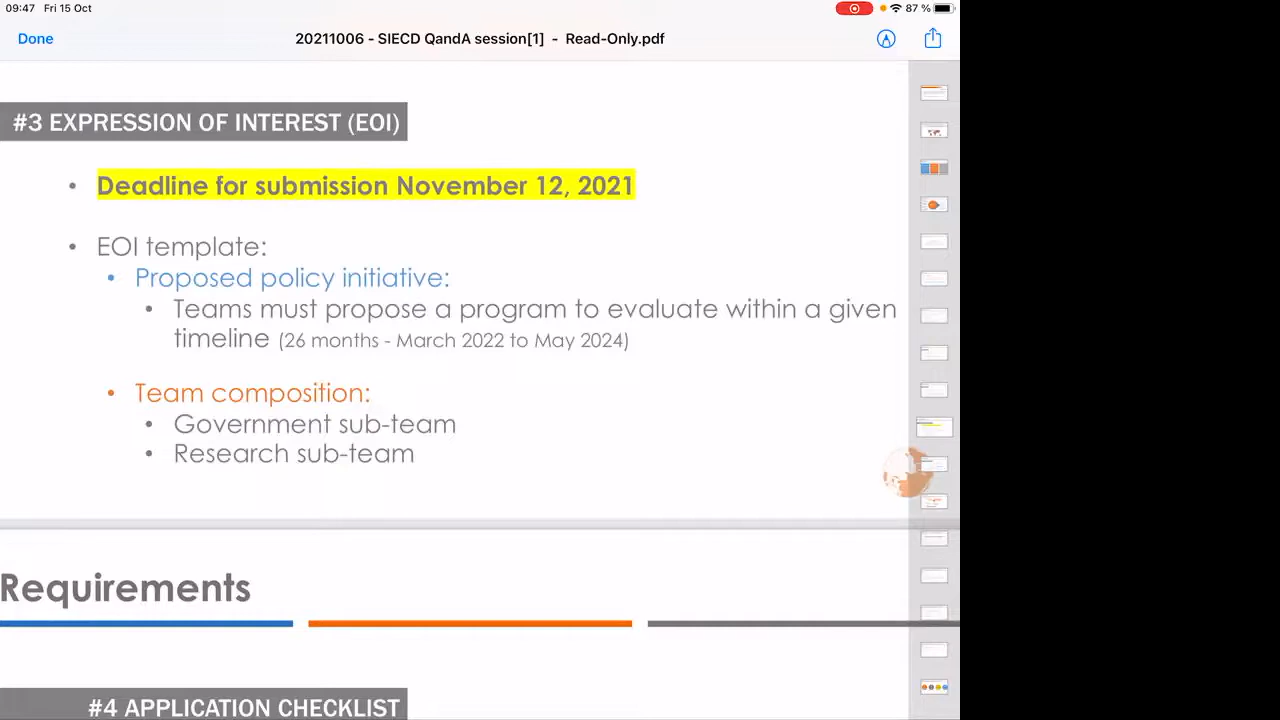 09:47 Fri 15 Oct
87 %
Done
20211006 - SIECD QandA session[1] - Read-Only.pdf
#3 EXPRESSION OF INTEREST (EOI)
• Deadline for submission November 12, 2021
• EOI template:
• Proposed policy initiative:
• Teams must propose a program to evaluate within a given
timeline (26 months - March 2022 to May 2024)
• Team composition:
• Government sub-team
• Research sub-team
Requirements
#4 APPLICATION CHECKLIST